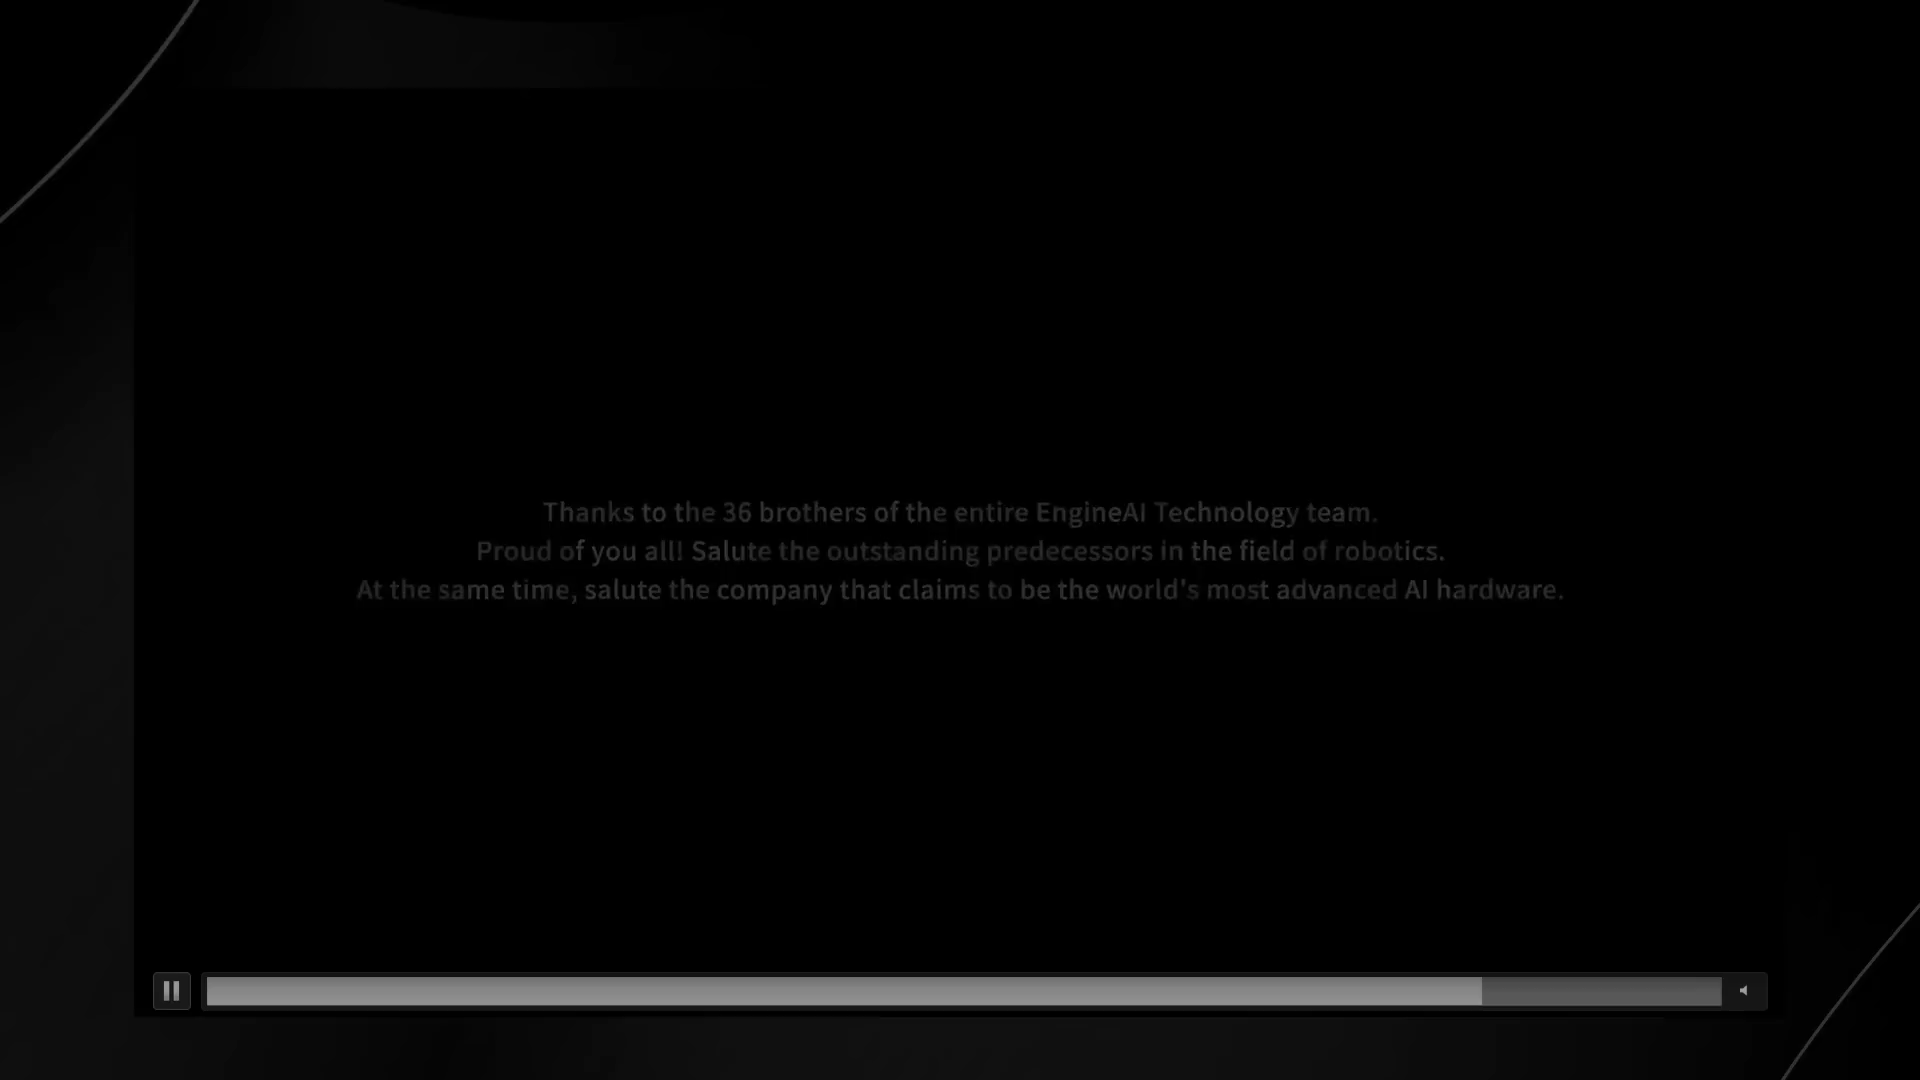 Thanks to the 36 brothers of the entire EngineAI Technology team.
Proud of you all! Salute the outstanding predecessors in the field of robotics.
At the same time, salute the company that claims to be the world's most advanced AI hardware.